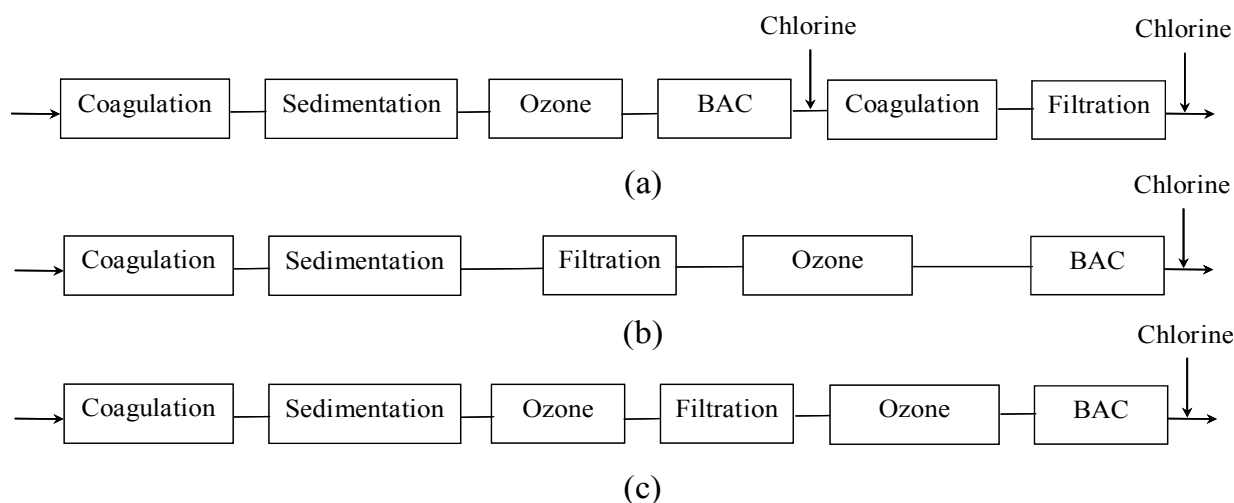 Chlorine Chlorine
Coagulation Sedimentation Ozone BAC Coagulation Filtration
(a)
Chlorine
Coagulation Sedimentation Filtration Ozone BAC
(b)
Chlorine
Coagulation Sedimentation Ozone Filtration Ozone BAC
(c)